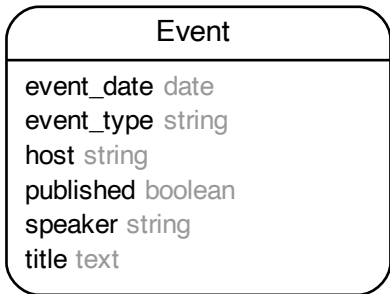 Event
event_date date
event_type string
host string
published boolean
speaker string
title text